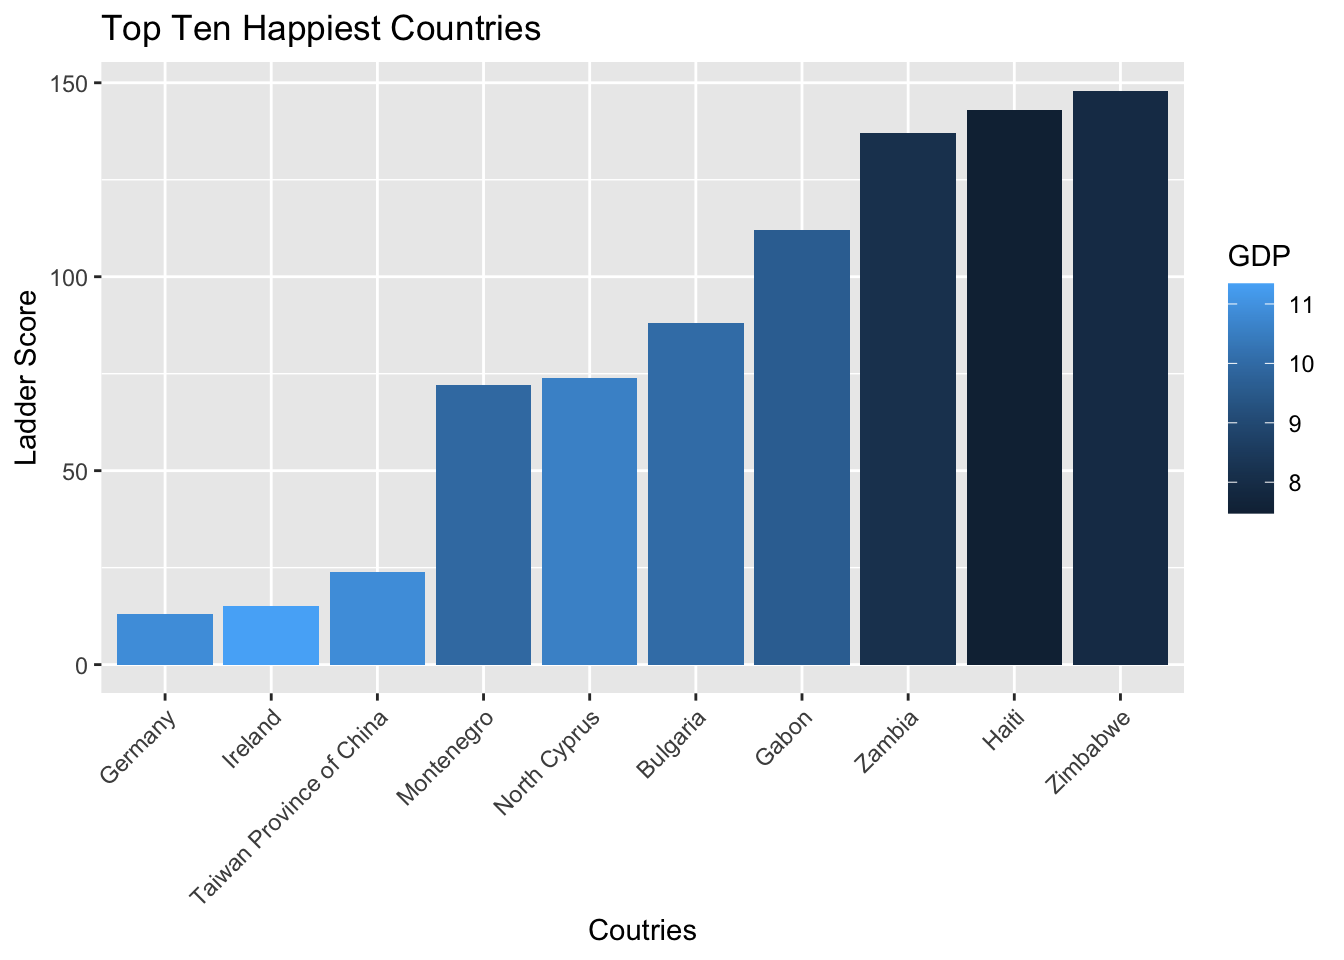 Top Ten Happiest Countries
150
100
50
0
Ladder Score
Germany
Ireland
Taiwan Province of China
Montenegro
North Cyprus
Bulgaria
Gabon
Zambia
Haiti
Zimbabwe
Coutries
GDP
11
10
9
8